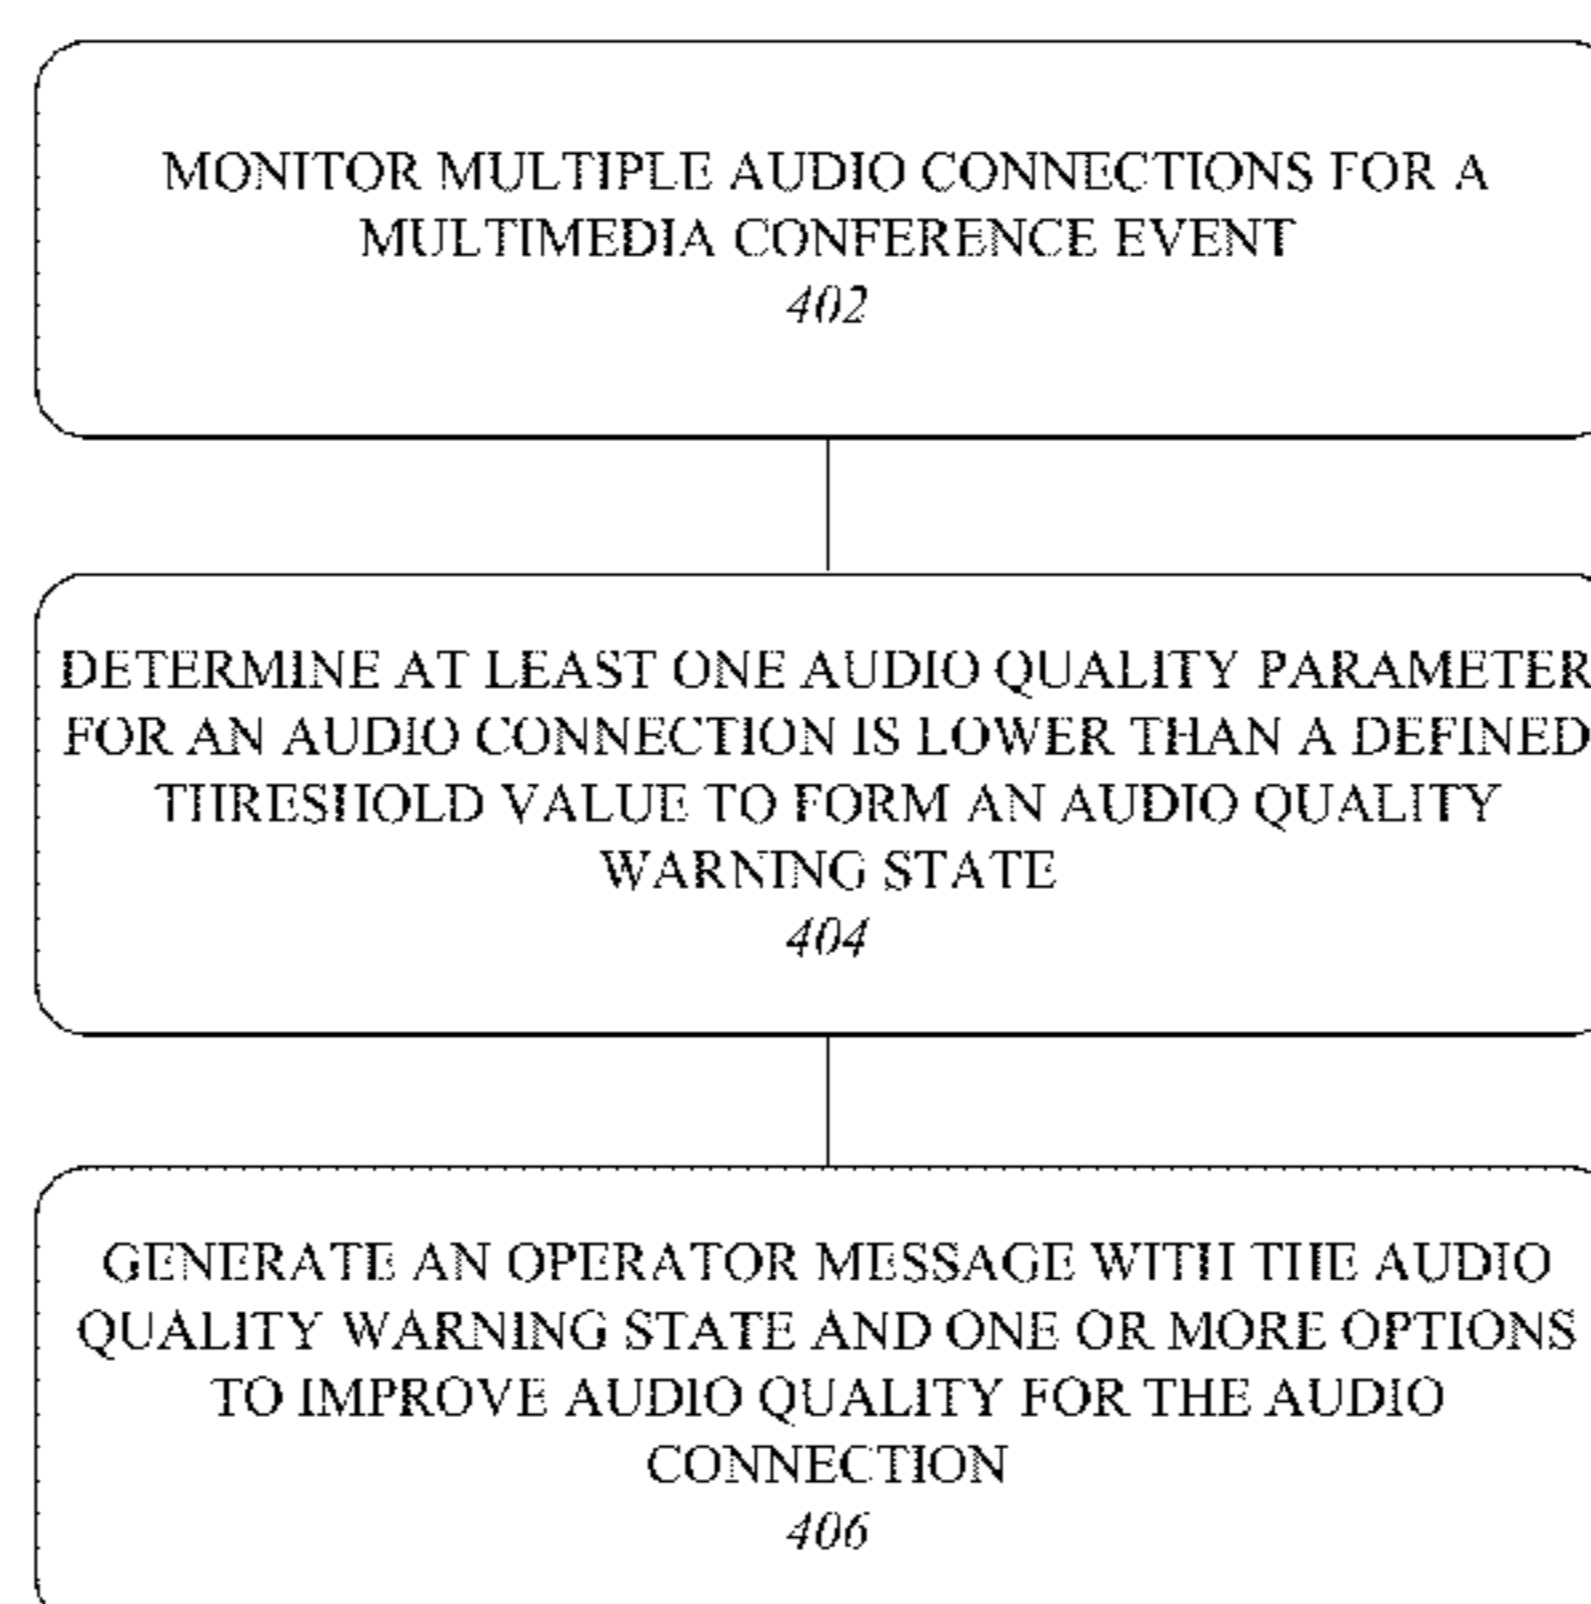 MONITOR MULTIPLE AUDIO CONNECTIONS FOR A
MULTIMEDIA CONFERENCE EVENT
402
DETERMINE AT LEAST ONE AUDIO QUALITY PARAMETER
FOR AN AUDIO CONNECTION IS LOWER THAN A DEFINED
THRESHOLD VALUE TO FORM AN AUDIO QUALITY
WARNING STATE
404
GENERATE AN OPERATOR MESSAGE WITH THE AUDIO
QUALITY WARNING STATE AND ONE OR MORE OPTIONS
TO IMPROVE AUDIO QUALITY FOR THE AUDIO
CONNECTION
406